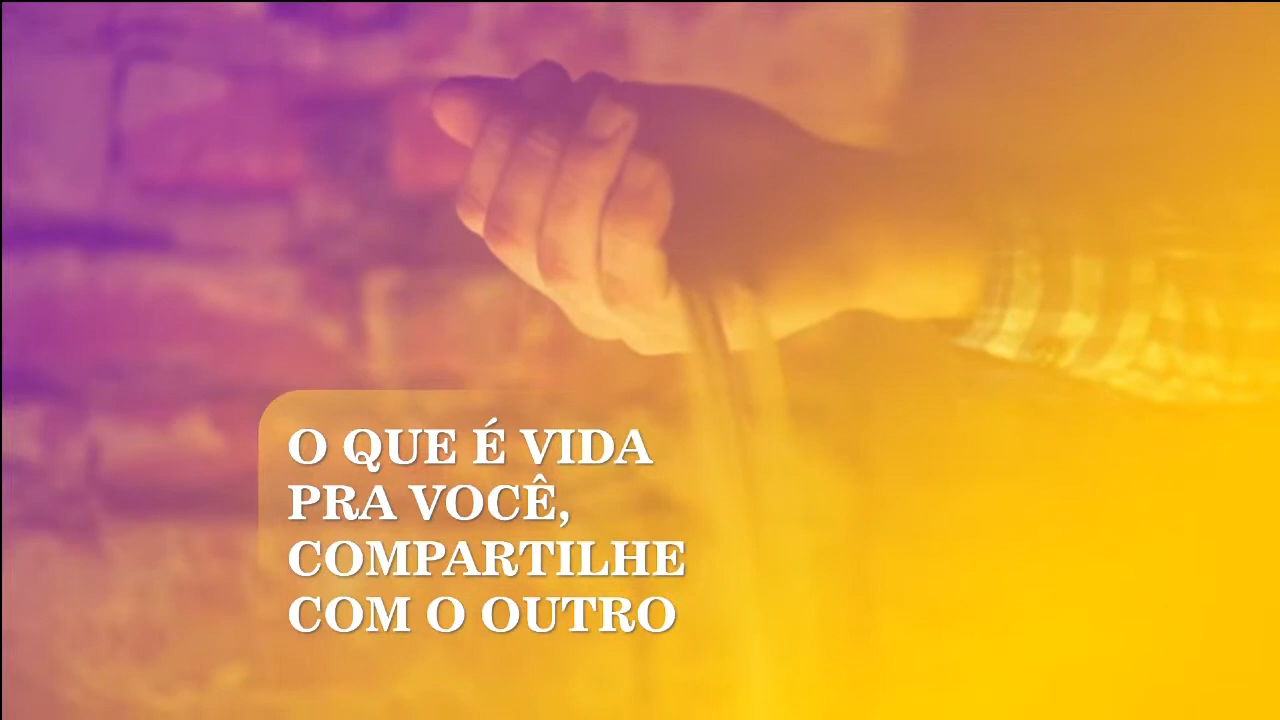 O QUE É VIDA
PRA VOCÊ,
COMPARTILHE
COM O OUTRO